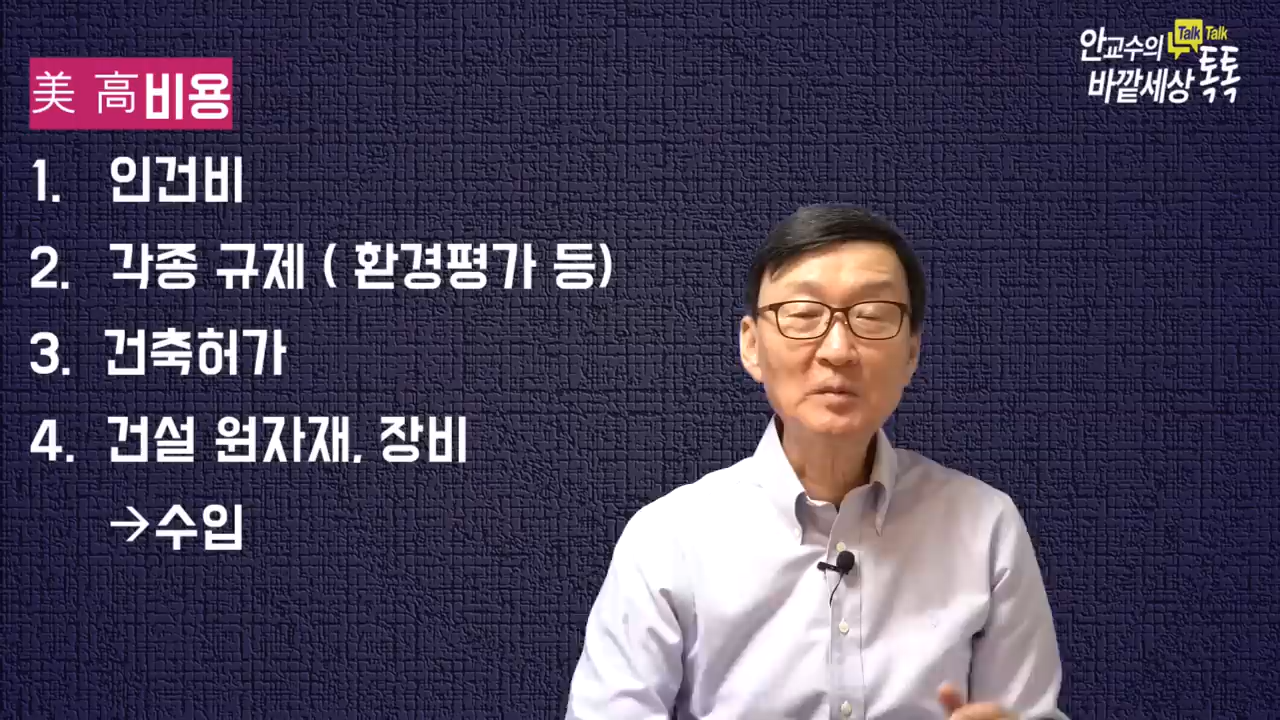 美 高비용
1. 인건비
2. 각종 규제 ( 환경평가 등)
3. 건축허가
4. 건설 원자재, 장비
→수입
안교수의 Talk Talk
바깥세상 톡톡